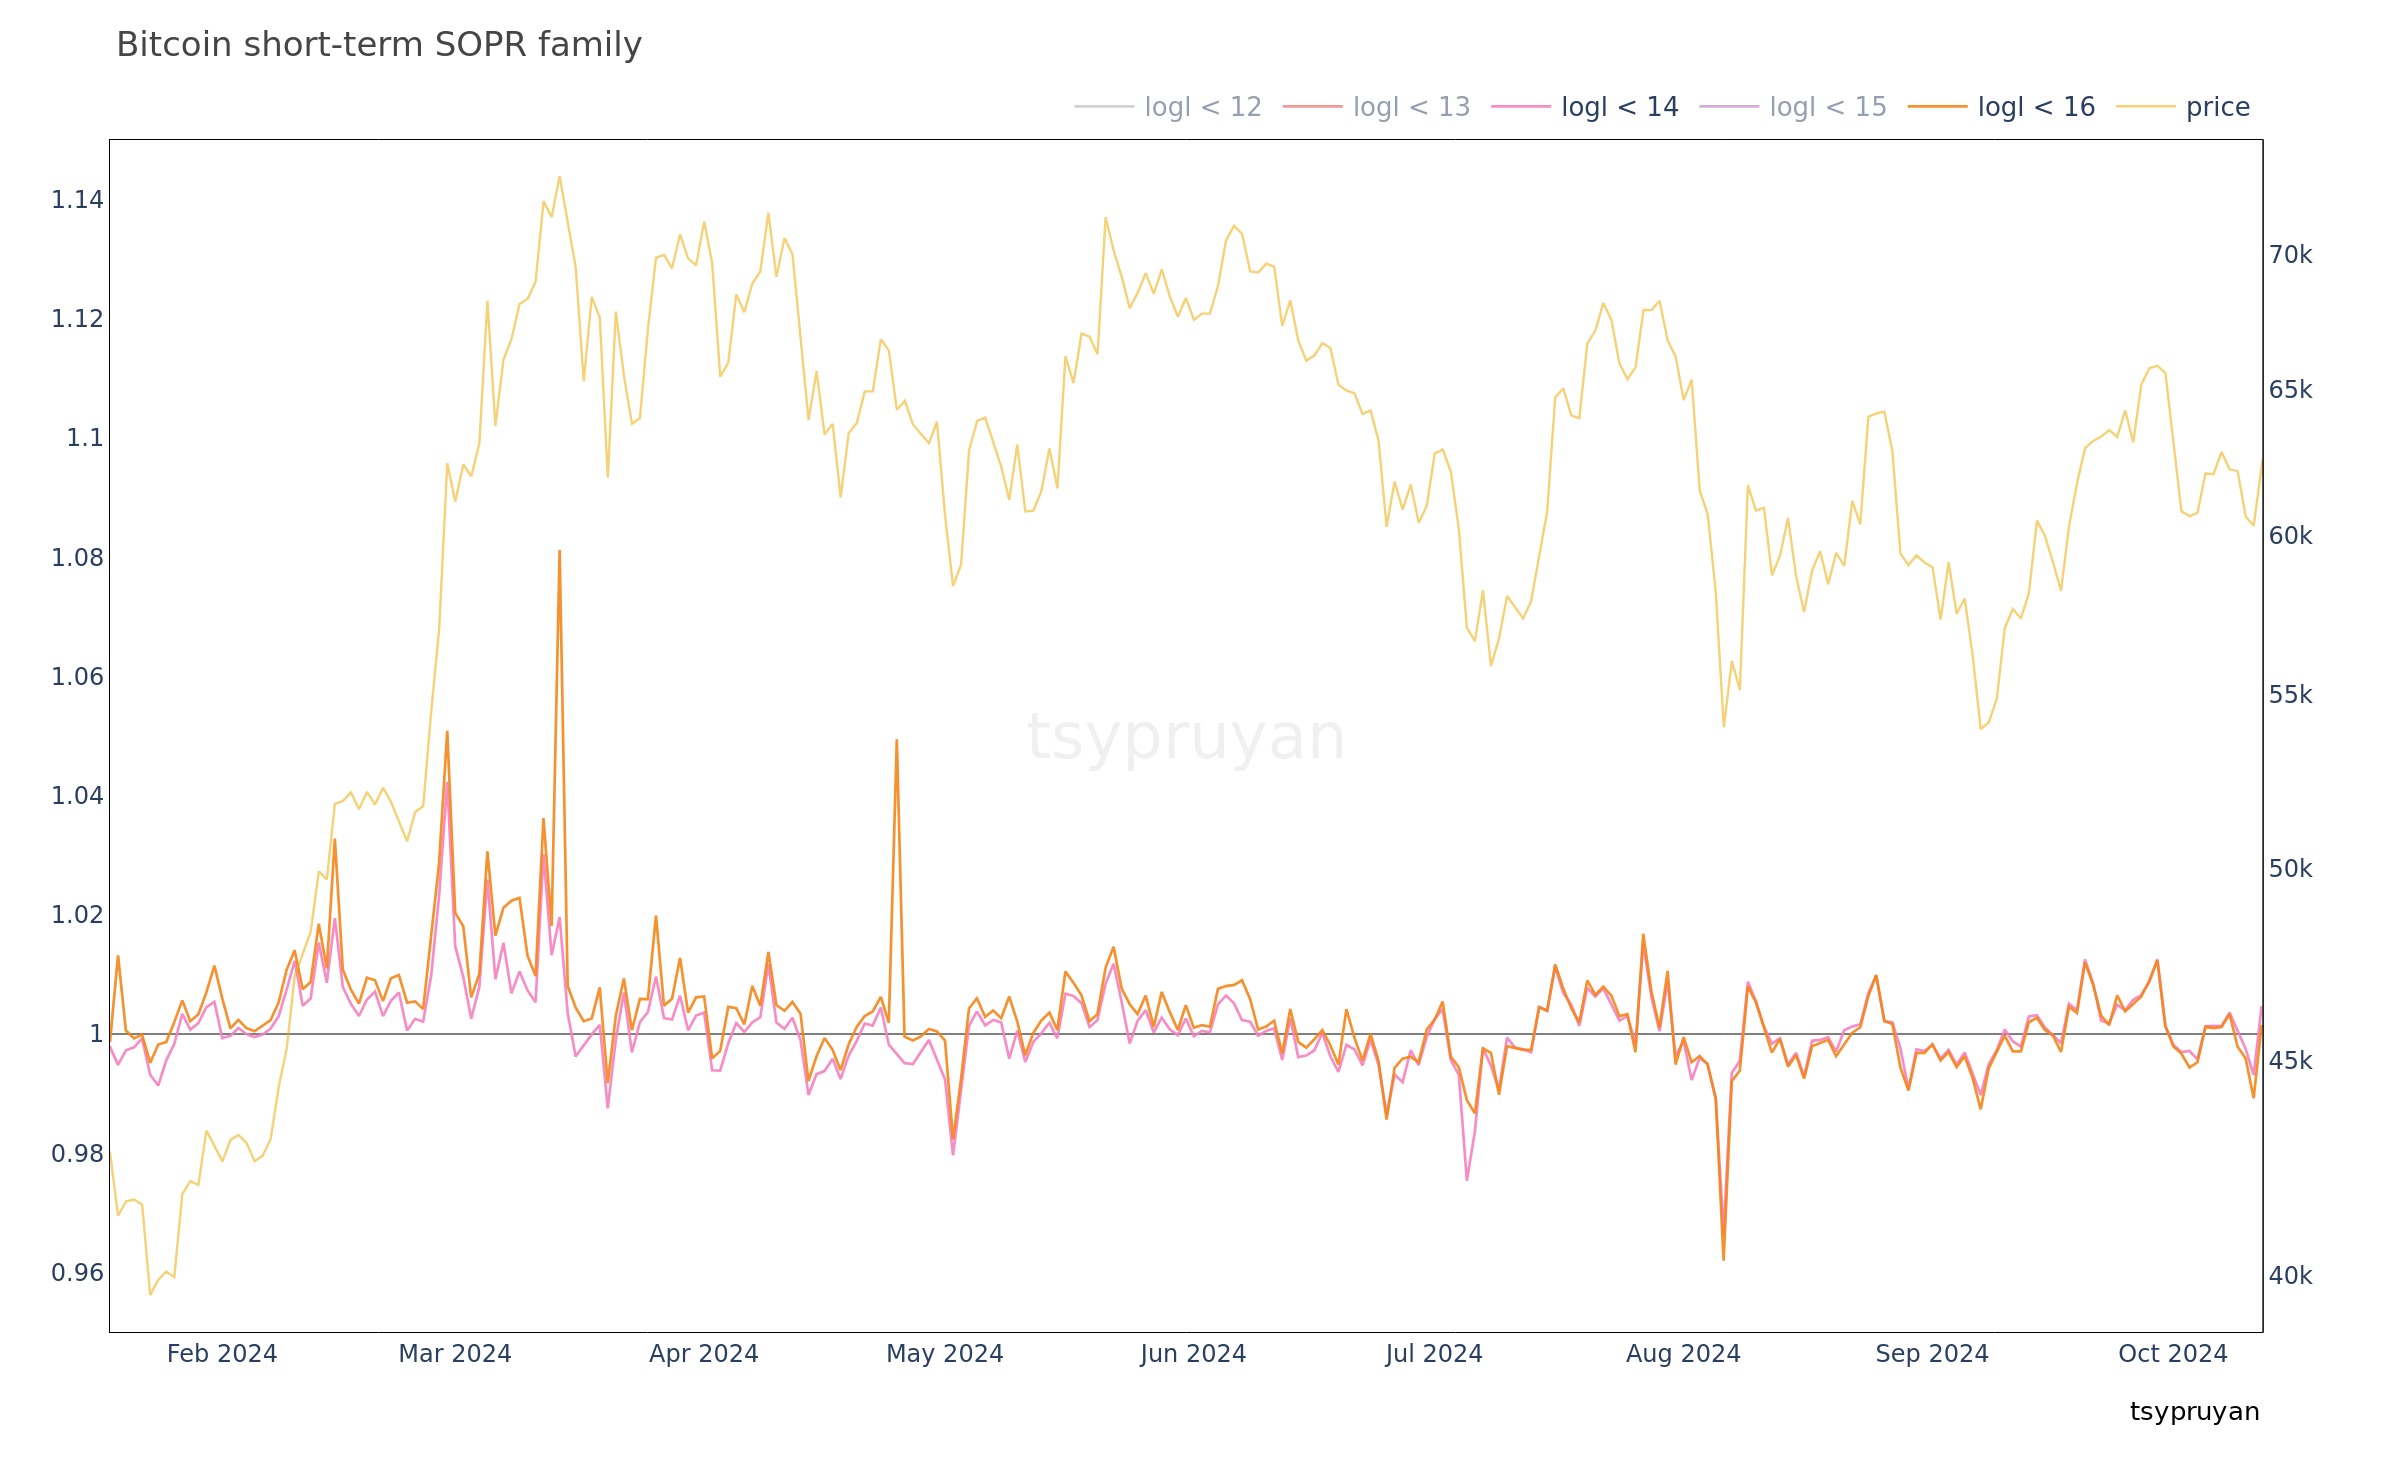 Bitcoin short-term SOPR family
logl < 12 logl < 13 logl < 14 logl < 15 logl < 16 price
1.14
1.12
1.1
1.08
1.06
1.04
1.02
1
0.98
0.96
70k
65k
60k
55k
50k
45k
40k
tsypruyan
Feb 2024 Mar 2024 Apr 2024 May 2024 Jun 2024 Jul 2024 Aug 2024 Sep 2024 Oct 2024
tsypruyan